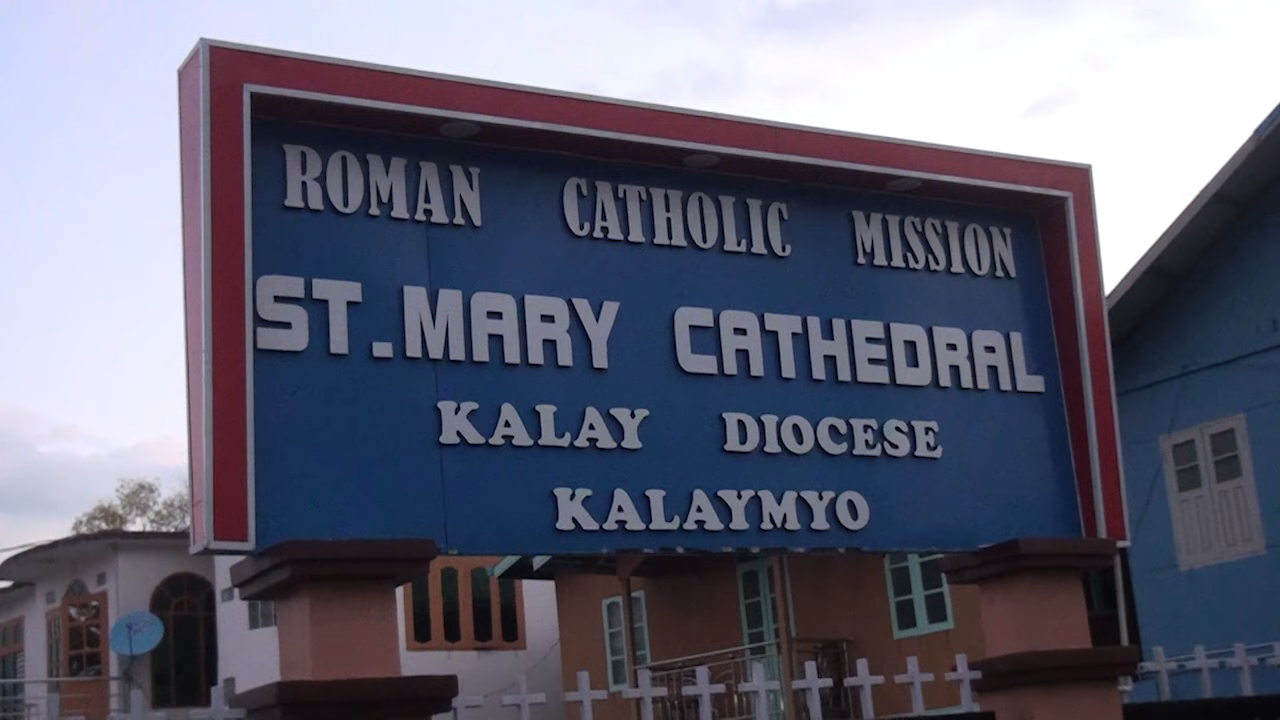 ROMAN CATHOLIC MISSION
ST. MARY CATHEDRAL
KALAY DIOCESE
KALAYMYO